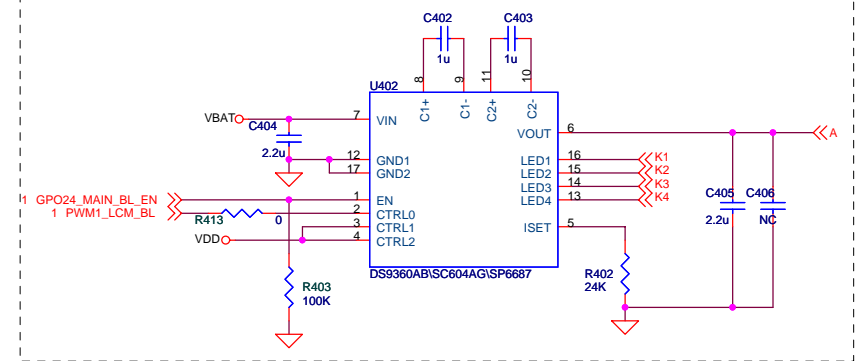 C402
C403
1u
1u
8
9
11
10
U402
C1+
C1-
C2+
C2-
VBAT
7
VIN
C404
2.2u
VOUT
6
A
12
GND1
17
GND2
LED1
16
K1
LED2
15
K2
LED3
14
K3
LED4
13
K4
1 GPO24_MAIN_BL_EN
1
EN
1 PWM1_LCM_BL
2
CTRL0
R413
0
3
CTRL1
VDD
4
CTRL2
ISET
5
C405
2.2u
C406
NC
DS9360AB\SC604AG\SP6687
R403
100K
R402
24K